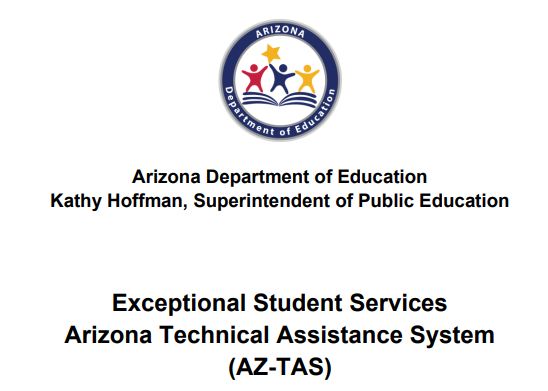 ARIZONA
Department of Education
Arizona Department of Education
Kathy Hoffman, Superintendent of Public Education
Exceptional Student Services
Arizona Technical Assistance System
(AZ-TAS)